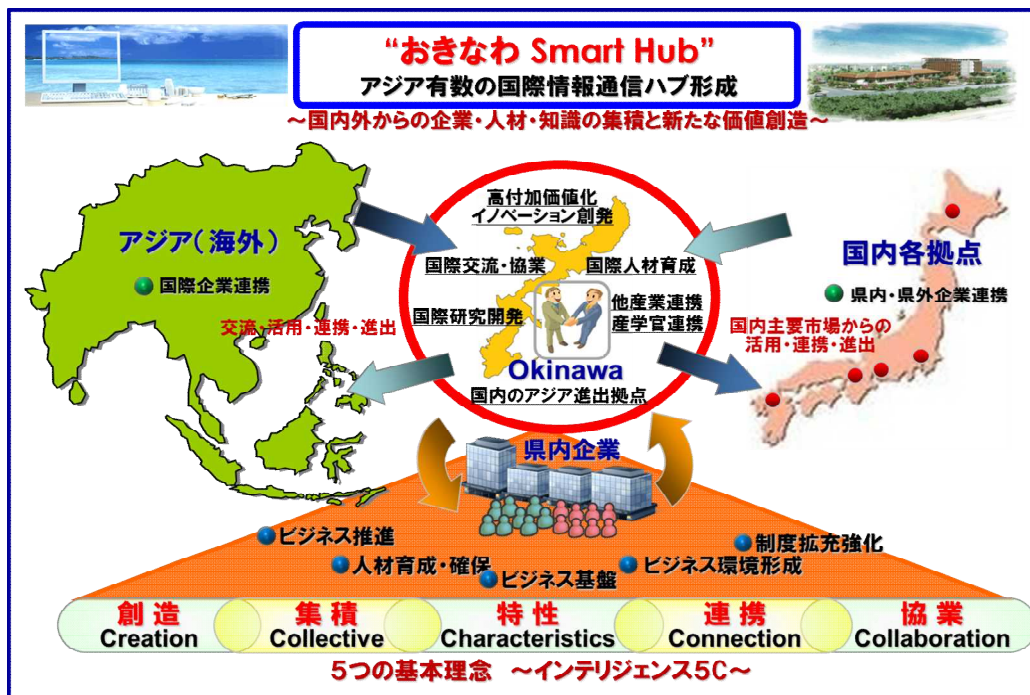 “おきなわ Smart Hub”
アジア有数の国際情報通信ハブ形成
～国内外からの企業・人材・知識の集積と新たな価値創造～
高付加価値化
イノベーション創発
アジア(海外)
国際企業連携
国際交流・協業
国際人材育成
国内各拠点
県内・県外企業連携
国際研究開発
他産業連携
産学官連携
交流・活用・連携・進出
国内主要市場からの
活用・連携・進出
Okinawa
国内のアジア進出拠点
県内企業
ビジネス推進
人材育成・確保
ビジネス基盤
ビジネス環境形成
制度拡充強化
創造
Creation
集積
Collective
特性
Characteristics
連携
Connection
協業
Collaboration
5つの基本理念 ～インテリジェンス5C～